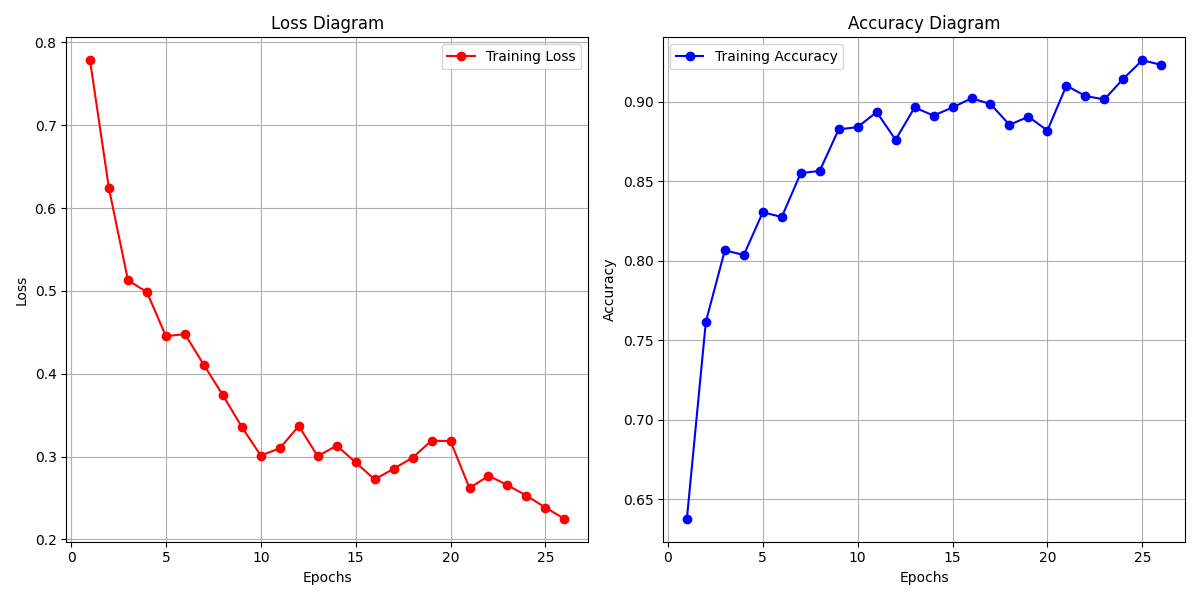 Loss Diagram
Training Loss
0.8
0.7
0.6
0.5
0.4
0.3
0.2
Loss
0 5 10 15 20 25
Epochs
Accuracy Diagram
Training Accuracy
0.90
0.85
0.80
0.75
0.70
0.65
Accuracy
0 5 10 15 20 25
Epochs